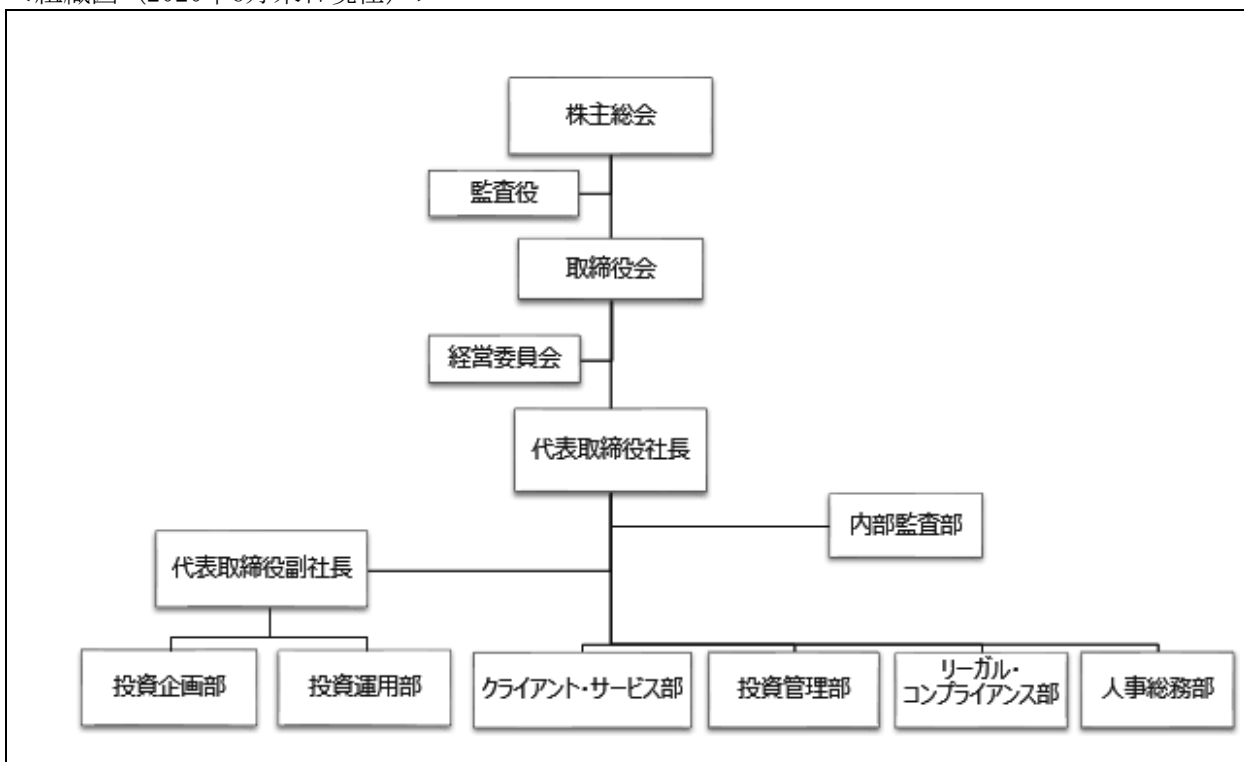 株主総会
監査役
取締役会
経営委員会
代表取締役社長
内部監査部
代表取締役副社長
投資企画部
投資運用部
クライアント・サービス部
投資管理部
リーガル・
コンプライアンス部
人事総務部